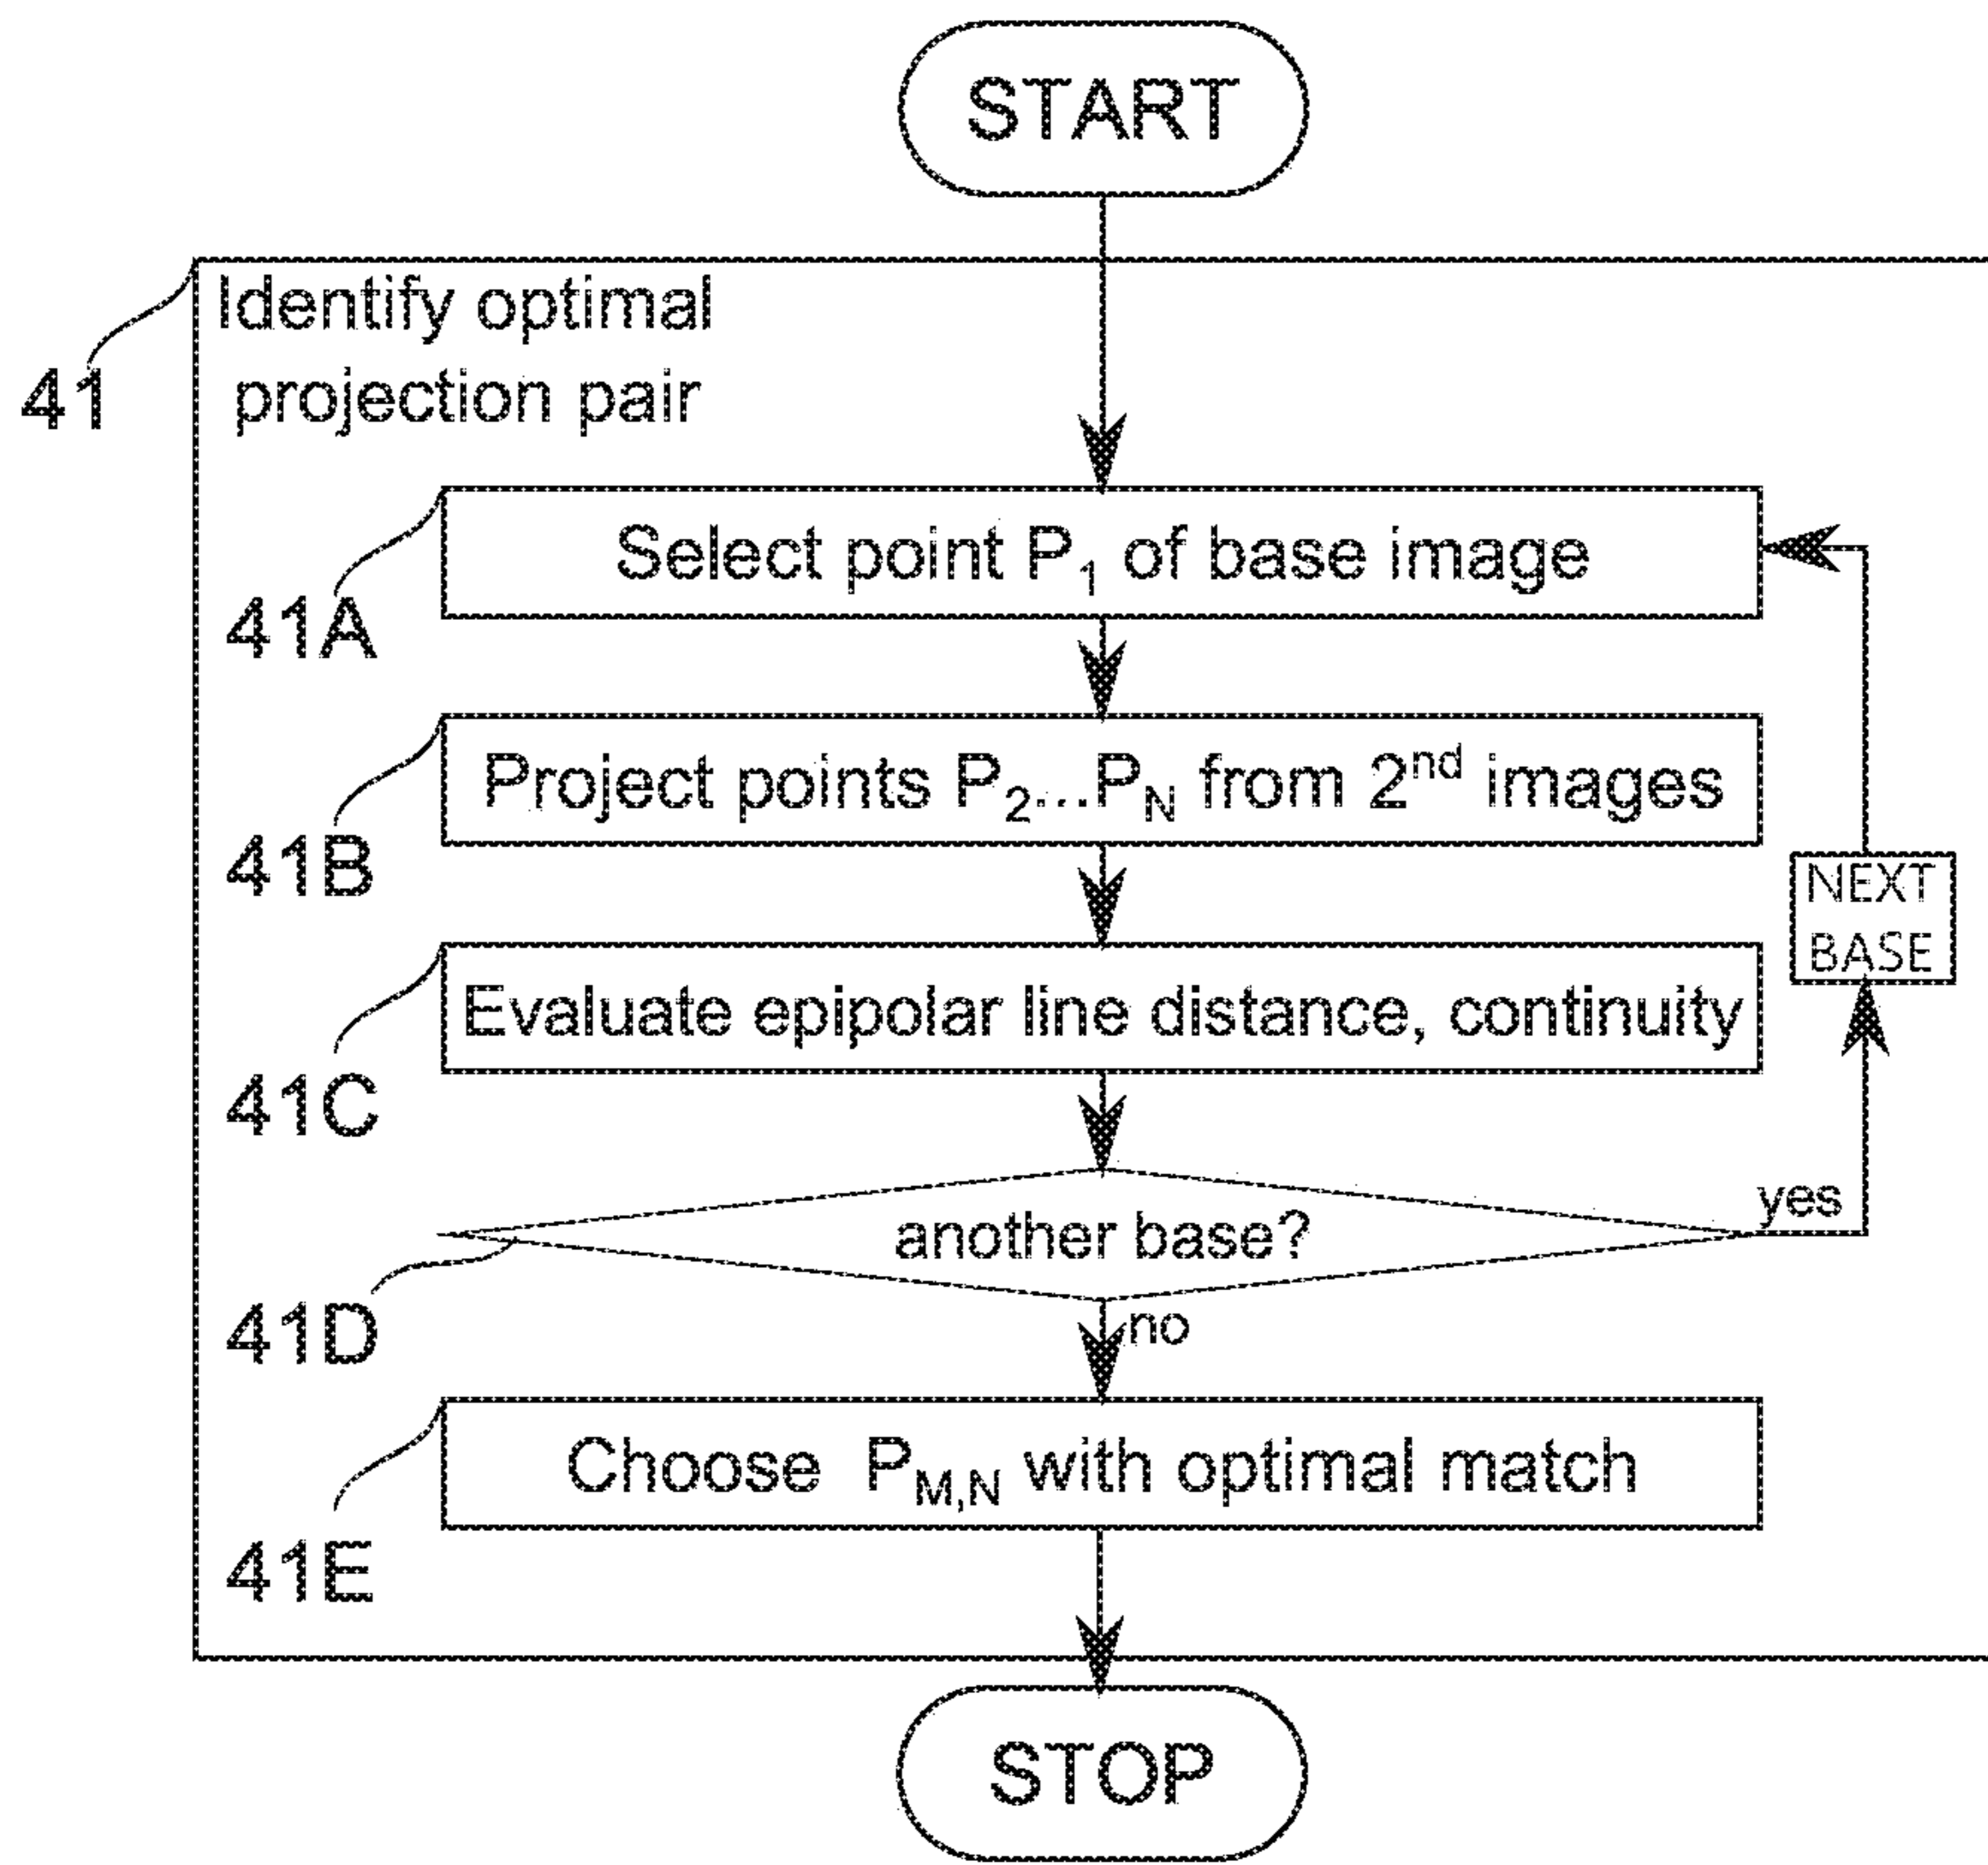 START
Identify optimal
projection pair
41
Select point P₁ of base image
41A
Project points P₂...P_N from 2ⁿᵈ images
41B
NEXT
BASE
Evaluate epipolar line distance, continuity
41C
another base?
yes
41D
no
Choose P_M,N with optimal match
41E
STOP